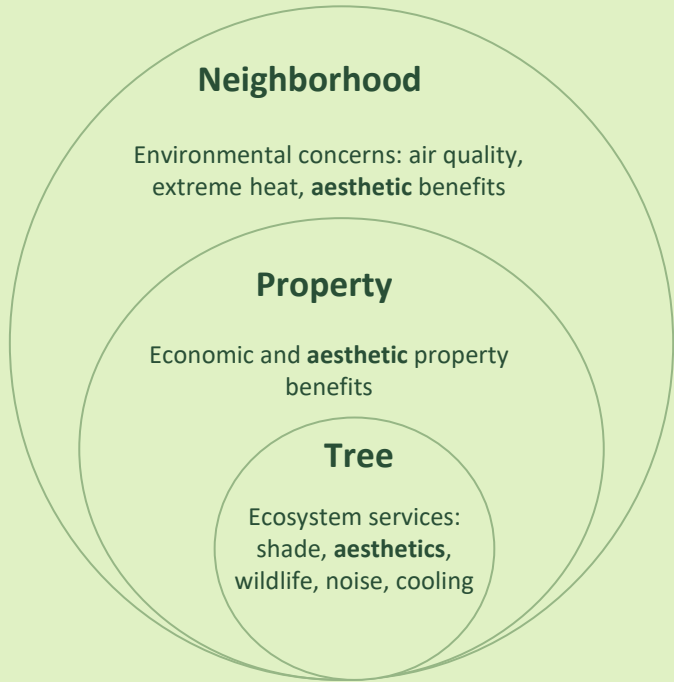 Neighborhood
Environmental concerns: air quality,
extreme heat, aesthetic benefits
Property
Economic and aesthetic property
benefits
Tree
Ecosystem services:
shade, aesthetics,
wildlife, noise, cooling